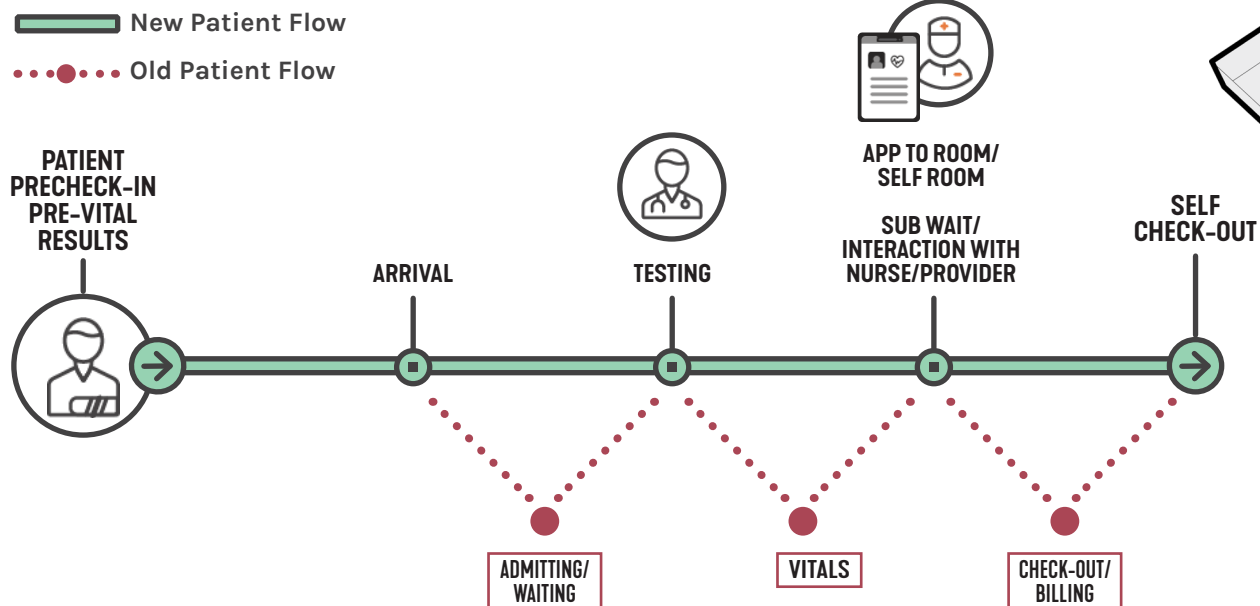 New Patient Flow
Old Patient Flow
PATIENT
PRECHECK-IN
PRE-VITAL
RESULTS
ARRIVAL
TESTING
APP TO ROOM/
SELF ROOM
SUB WAIT/
INTERACTION WITH
NURSE/PROVIDER
SELF
CHECK-OUT
ADMITTING/
WAITING
VITALS
CHECK-OUT/
BILLING